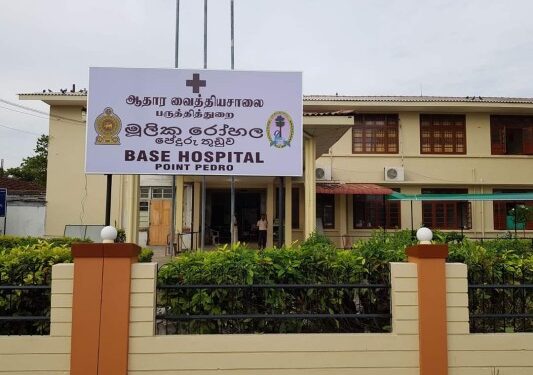 ஆதார வைத்தியசாலை
பருத்தித்துறை
මූලික රෝහල
පේදුරු තුඩුව
BASE HOSPITAL
POINT PEDRO